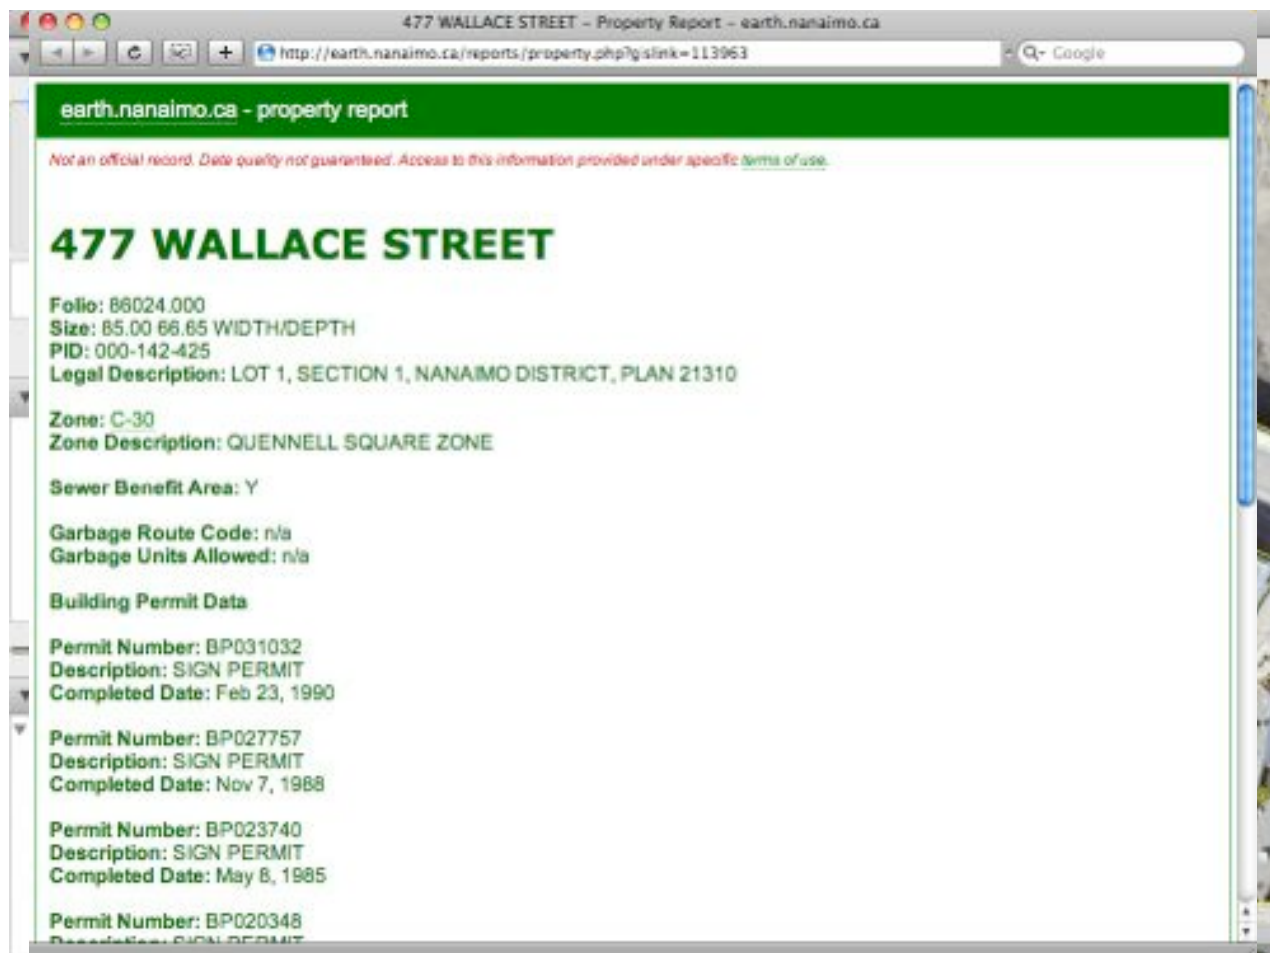 477 WALLACE STREET – Property Report – earth.nanaimo.ca
http://earth.nanaimo.ca/reports/property.php?gislink=113963
Google
earth.nanaimo.ca - property report
Not an official record. Data quality not guaranteed. Access to this information provided under specific terms of use.
477 WALLACE STREET
Folio: 86024.000
Size: 85.00 66.65 WIDTH/DEPTH
PID: 000-142-425
Legal Description: LOT 1, SECTION 1, NANAIMO DISTRICT, PLAN 21310
Zone: C-30
Zone Description: QUENNELL SQUARE ZONE
Sewer Benefit Area: Y
Garbage Route Code: n/a
Garbage Units Allowed: n/a
Building Permit Data
Permit Number: BP031032
Description: SIGN PERMIT
Completed Date: Feb 23, 1990
Permit Number: BP027757
Description: SIGN PERMIT
Completed Date: Nov 7, 1988
Permit Number: BP023740
Description: SIGN PERMIT
Completed Date: May 8, 1985
Permit Number: BP020348
Description: SIGN PERMIT